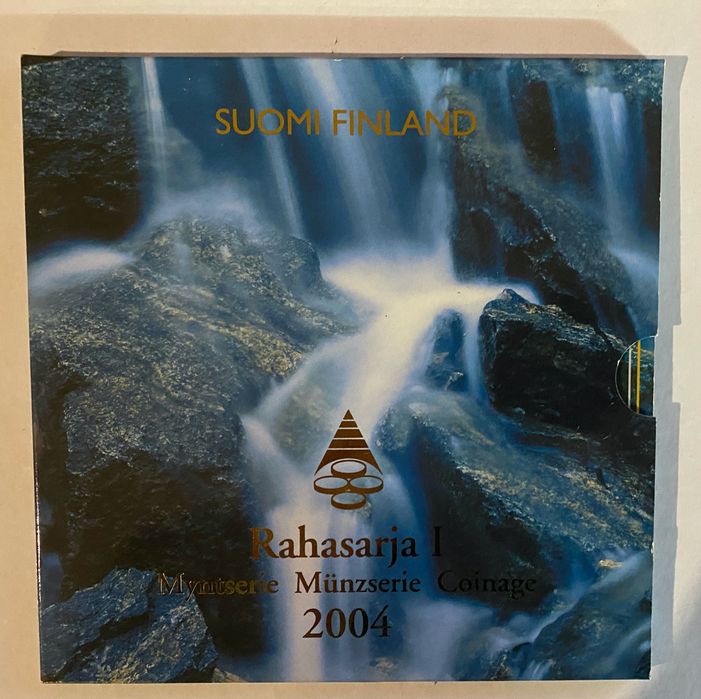 SUOMI FINLAND
Rahasarja I
Myntserie Münzserie Coinage
2004